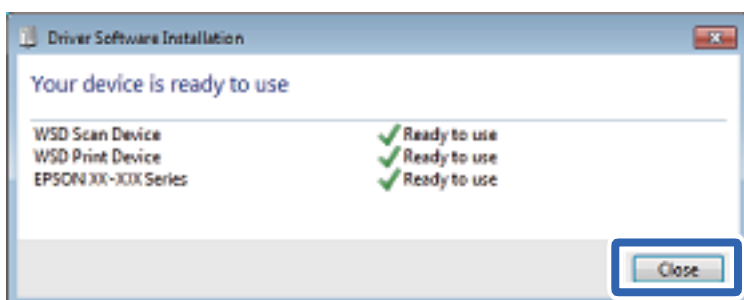 Driver Software Installation
Your device is ready to use
WSD Scan Device Ready to use
WSD Print Device Ready to use
EPSON XX-XXX Series Ready to use
Close